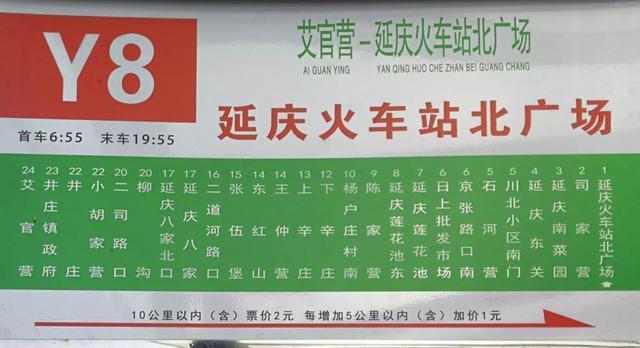 Y8
首车6:55 末车19:55
艾官营–延庆火车站北广场
AI GUAN YING YAN QING HUO CHE ZHAN BEI GUANG CHANG
延庆火车站北广场
24 艾官营
23 井庄镇政府
22 井庄
22 小胡家营
20 二司路口
20 柳沟
17 延庆八家北
17 延庆八家
16 二道河路口
15 张伍堡
14 东红山
14 王仲营
13 上辛庄
12 下辛庄
10 杨户庄村南
9 陈家营
8 延庆莲花池东
7 延庆莲花池
6 日上批发市场
6 京张路口南
5 石河营
5 川北小区南门
4 延庆东关
3 延庆南菜园
2 司家营
1 延庆火车站北广场
10公里以内（含）票价2元 每增加5公里以内（含）加价1元